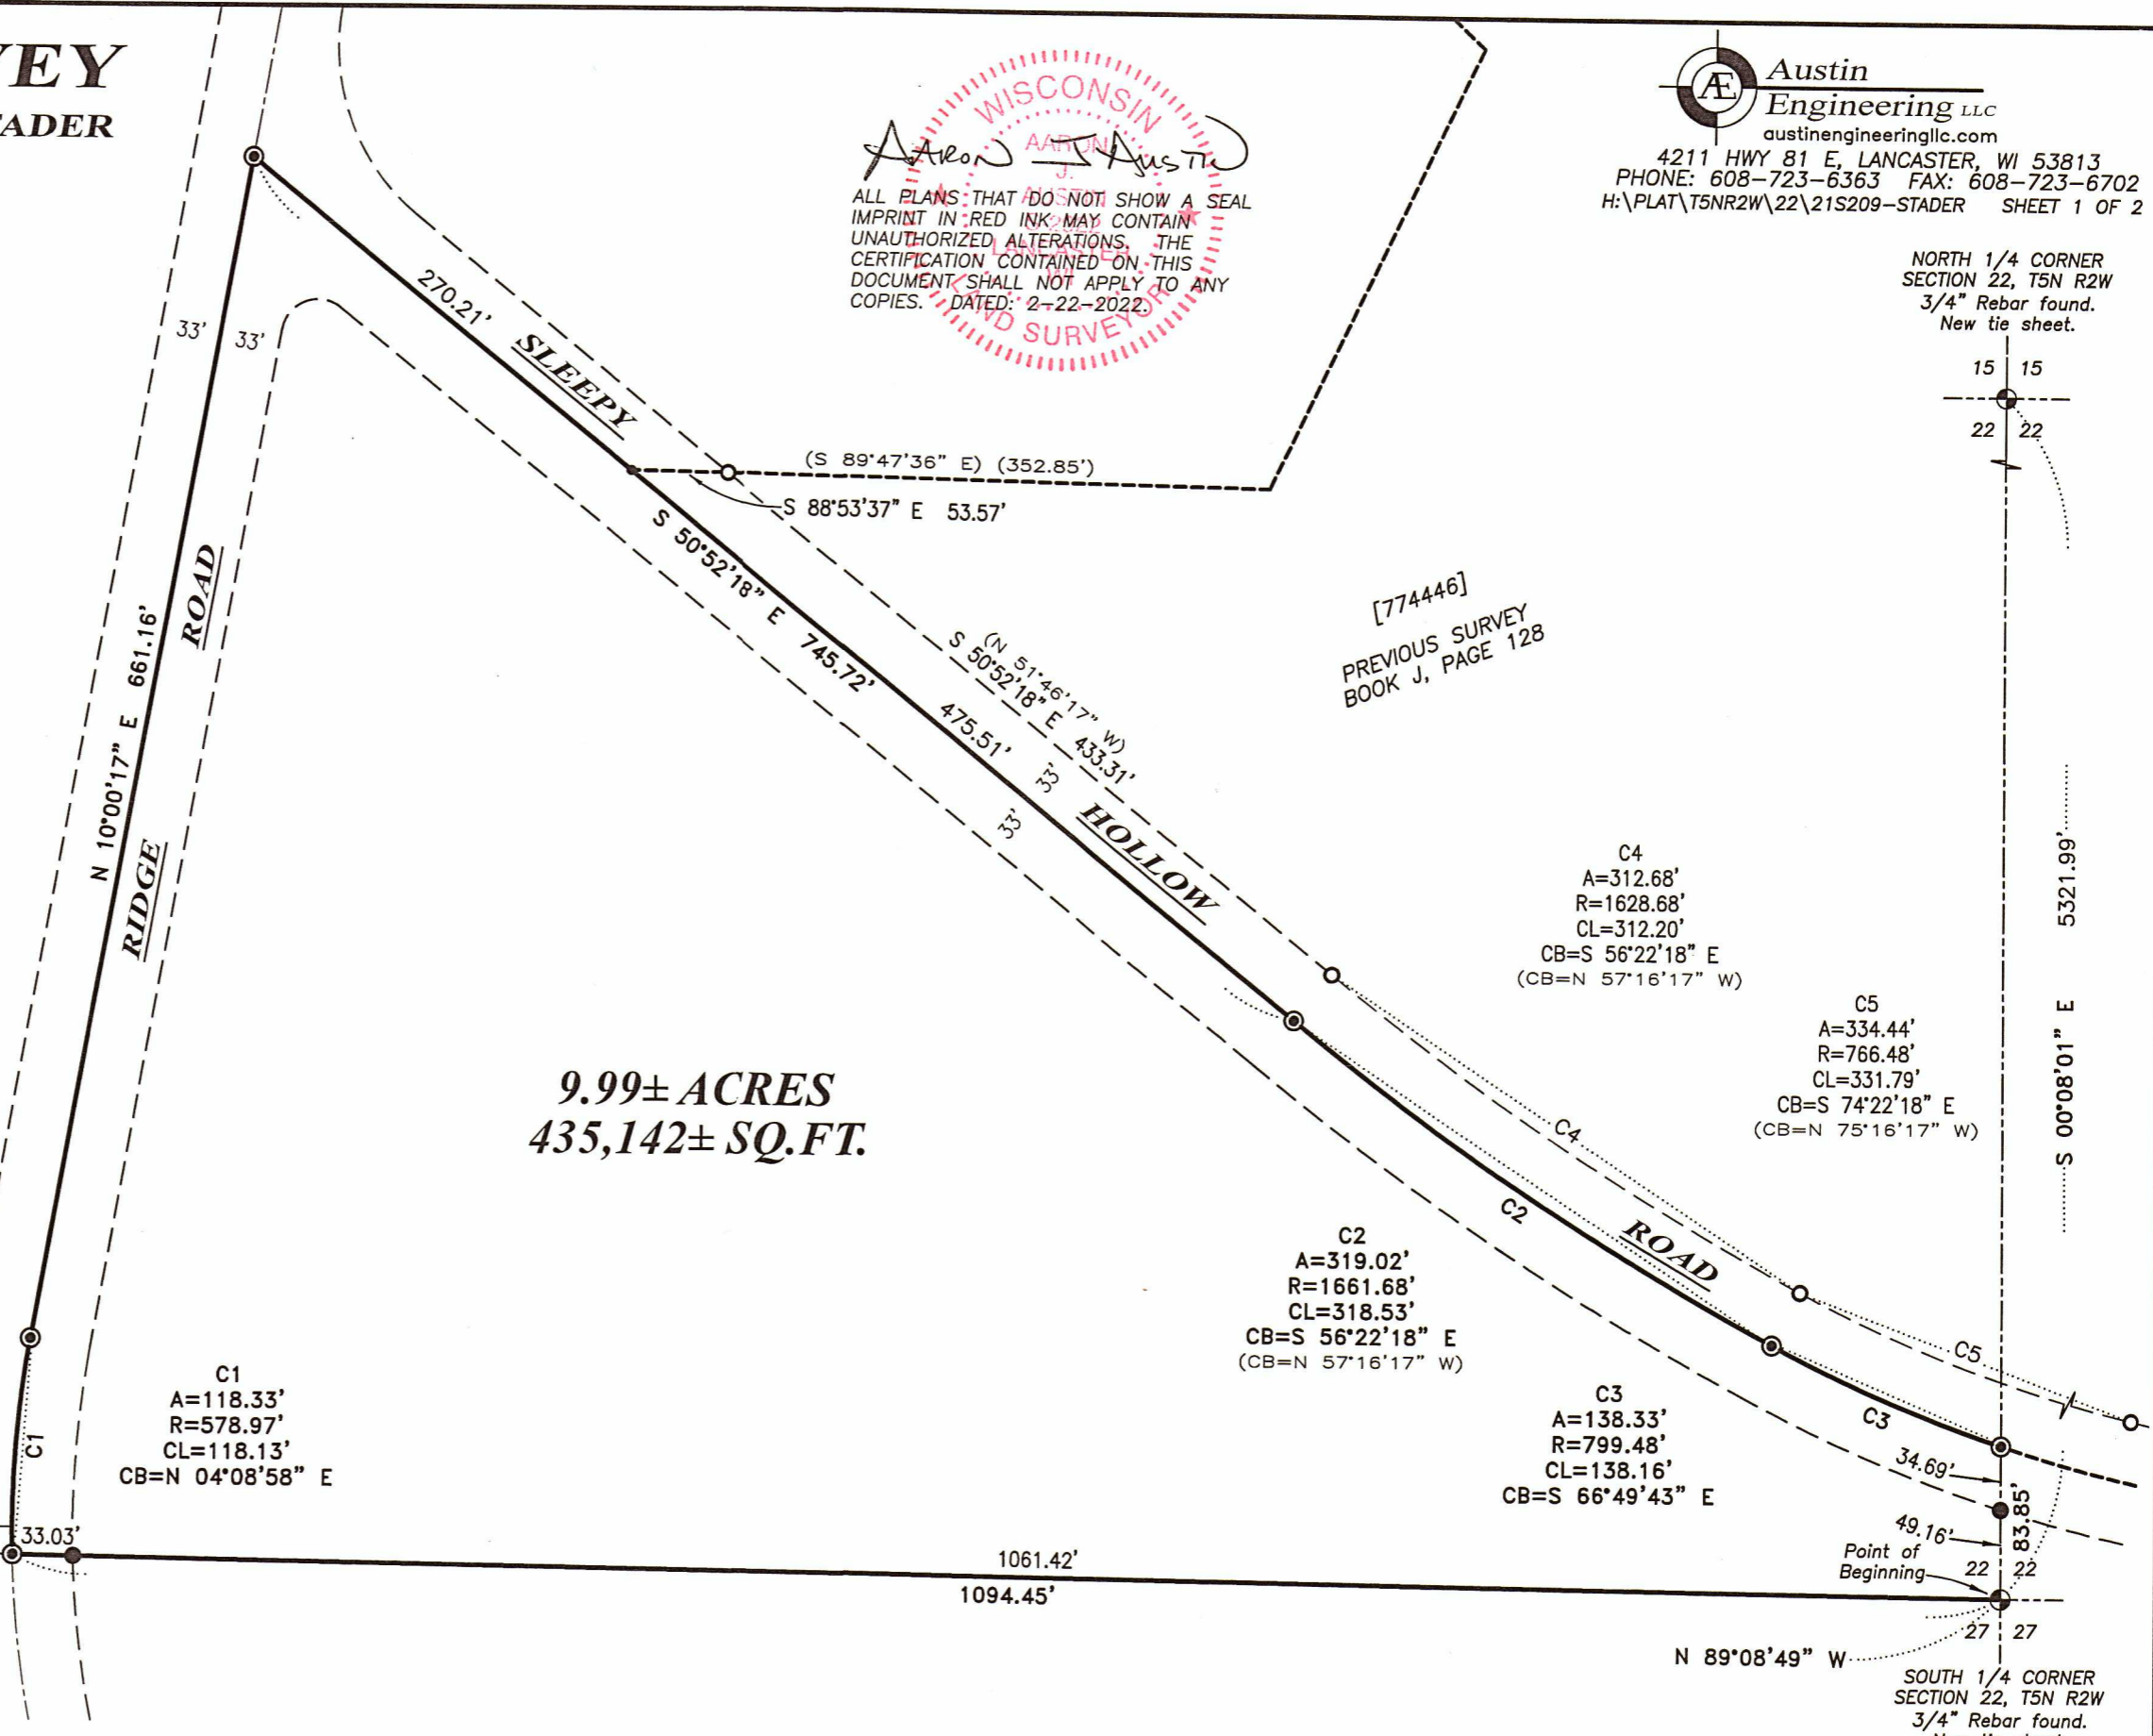 VEY
TADER
WISCONSIN
AARON
J.
AUSTIN
LANCASTER
WI
LAND SURVEYOR
AARON J AUSTIN
ALL PLANS THAT DO NOT SHOW A SEAL
IMPRINT IN RED INK MAY CONTAIN
UNAUTHORIZED ALTERATIONS. THE
CERTIFICATION CONTAINED ON THIS
DOCUMENT SHALL NOT APPLY TO ANY
COPIES. DATED: 2-22-2022.
Æ
Austin
Engineering LLC
austinengineeringllc.com
4211 HWY 81 E, LANCASTER, WI 53813
PHONE: 608-723-6363 FAX: 608-723-6702
H:\PLAT\T5NR2W\22\21S209-STADER SHEET 1 OF 2
NORTH 1/4 CORNER
SECTION 22, T5N R2W
3/4" Rebar found.
New tie sheet.
15 15
22 22
33' 33'
270.21'
SLEEPY
(S 89°47'36" E) (352.85')
S 88°53'37" E 53.57'
S 50°52'18" E 745.72'
ROAD
N 10°00'17" E 661.16'
RIDGE
(N 51°46'17" W)
S 50°52'18" E 433.31'
475.51'
33'
33'
HOLLOW
[774446]
PREVIOUS SURVEY
BOOK J, PAGE 128
C4
A=312.68'
R=1628.68'
CL=312.20'
CB=S 56°22'18" E
(CB=N 57°16'17" W)
S 00°08'01" E 5321.99'
C5
A=334.44'
R=766.48'
CL=331.79'
CB=S 74°22'18" E
(CB=N 75°16'17" W)
9.99± ACRES
435,142± SQ.FT.
C4
C2
ROAD
C2
A=319.02'
R=1661.68'
CL=318.53'
CB=S 56°22'18" E
(CB=N 57°16'17" W)
C5
C1
A=118.33'
R=578.97'
CL=118.13'
CB=N 04°08'58" E
C1
C3
A=138.33'
R=799.48'
CL=138.16'
CB=S 66°49'43" E
C3
34.69'
83.85'
49.16'
33.03'
1061.42'
1094.45'
Point of
Beginning
22 22
27 27
N 89°08'49" W
SOUTH 1/4 CORNER
SECTION 22, T5N R2W
3/4" Rebar found.